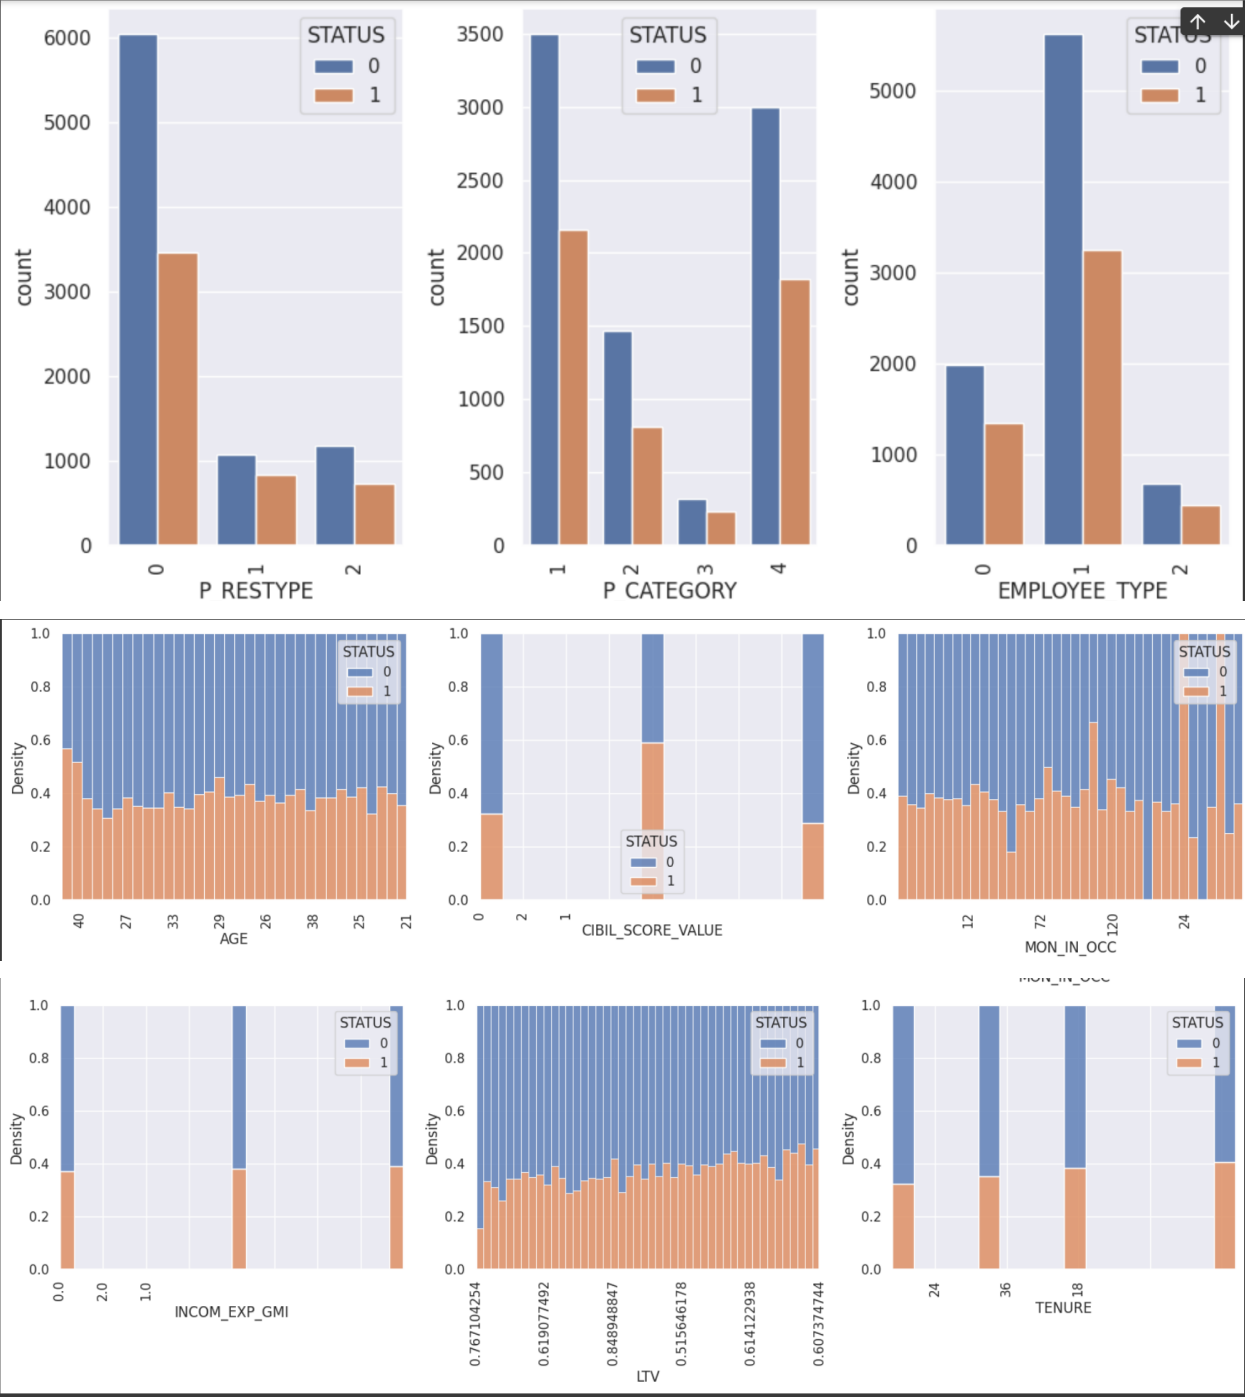 STATUS
0
1
6000
5000
4000
3000
2000
1000
0
count
0 1 2
P RESTYPE
STATUS
0
1
3500
3000
2500
2000
1500
1000
500
0
count
1 2 3 4
P CATEGORY
STATUS
0
1
5000
4000
3000
2000
1000
0
count
0 1 2
EMPLOYEE TYPE
1.0
0.8
0.6
0.4
0.2
0.0
Density
STATUS
0
1
40 27 33 29 26 38 25 21
AGE
1.0
0.8
0.6
0.4
0.2
0.0
Density
STATUS
0
1
0 2 1
CIBIL_SCORE_VALUE
1.0
0.8
0.6
0.4
0.2
0.0
Density
STATUS
0
1
12 72 120 24
MON_IN_OCC
MON_IN_OCC
1.0
0.8
0.6
0.4
0.2
0.0
Density
STATUS
0
1
0.0 2.0 1.0
INCOM_EXP_GMI
1.0
0.8
0.6
0.4
0.2
0.0
Density
STATUS
0
1
0.767104254 0.619077492 0.848948847 0.515646178 0.614122938 0.607374744
LTV
1.0
0.8
0.6
0.4
0.2
0.0
Density
STATUS
0
1
24 36 18
TENURE